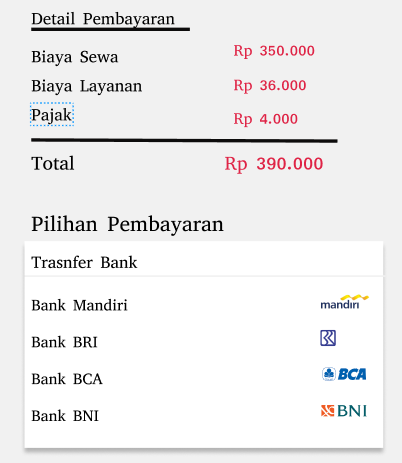 Detail Pembayaran
Biaya Sewa Rp 350.000
Biaya Layanan Rp 36.000
Pajak Rp 4.000
Total Rp 390.000
Pilihan Pembayaran
Trasnfer Bank
Bank Mandiri mandiri
Bank BRI
Bank BCA BCA
Bank BNI BNI